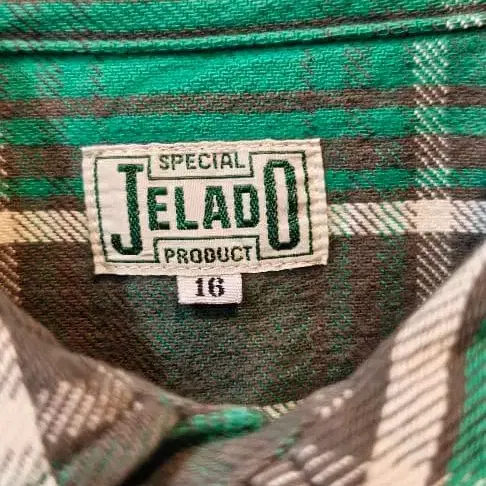 SPECIAL
JELADO
PRODUCT
16